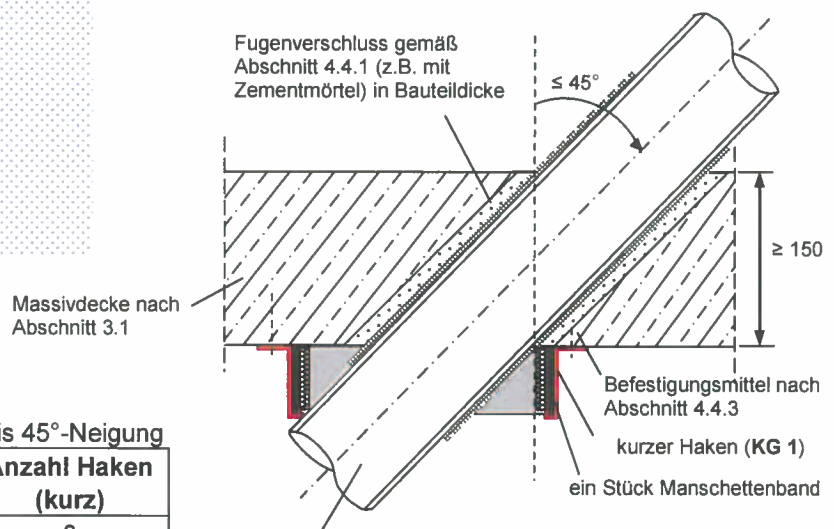 Fugenverschluss gemäß
Abschnitt 4.4.1 (z.B. mit
Zementmörtel) in Bauteildicke
≤ 45°
≥ 150
Massivdecke nach
Abschnitt 3.1
Befestigungsmittel nach
Abschnitt 4.4.3
kurzer Haken (KG 1)
ein Stück Manschettenband
is 45°-Neigung
Anzahl Haken
(kurz)